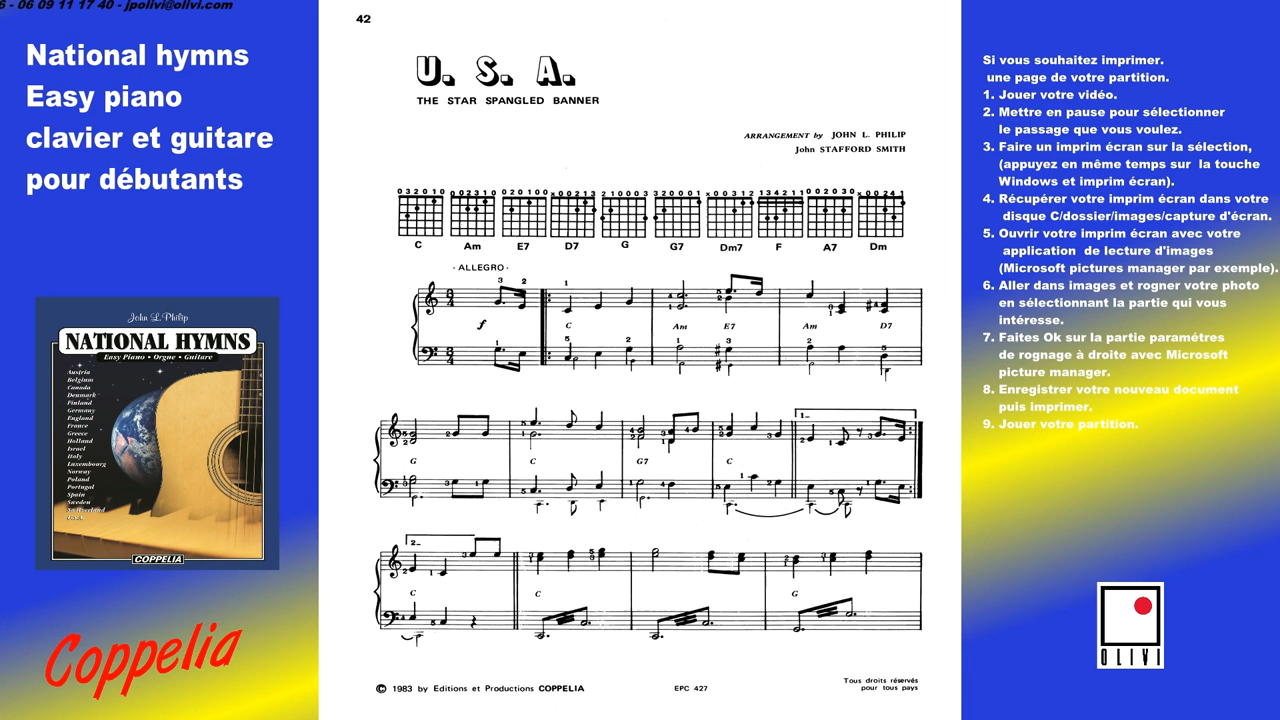 6 - 06 09 11 17 40 - jpolivi@olivi.com
National hymns
Easy piano
clavier et guitare
pour débutants
John L. Philip
NATIONAL HYMNS
Easy Piano • Orgue • Guitare
Austria
Belgium
Canada
Denmark
Finland
Germany
England
France
Greece
Holland
Israel
Italy
Luxembourg
Norway
Poland
Portugal
Spain
Sweden
Switzerland
U.S.A.
COPPELIA
Coppelia
42
U. S. A.
THE STAR SPANGLED BANNER
ARRANGEMENT by JOHN L. PHILIP
John STAFFORD SMITH
C Am E7 D7 G G7 Dm7 F A7 Dm
- ALLEGRO -
f
C Am E7 Am D7
1.
G C G7 C
2.
C C G
© 1983 by Editions et Productions COPPELIA
EPC 427
Tous droits réservés
pour tous pays
Si vous souhaitez imprimer.
une page de votre partition.
1. Jouer votre vidéo.
2. Mettre en pause pour sélectionner
le passage que vous voulez.
3. Faire un imprim écran sur la sélection,
(appuyez en même temps sur la touche
Windows et imprim écran).
4. Récupérer votre imprim écran dans votre
disque C/dossier/images/capture d'écran.
5. Ouvrir votre imprim écran avec votre
application de lecture d'images
(Microsoft pictures manager par exemple).
6. Aller dans images et rogner votre photo
en sélectionnant la partie qui vous
intéresse.
7. Faites Ok sur la partie paramétres
de rognage à droite avec Microsoft
picture manager.
8. Enregistrer votre nouveau document
puis imprimer.
9. Jouer votre partition.
OLIVI